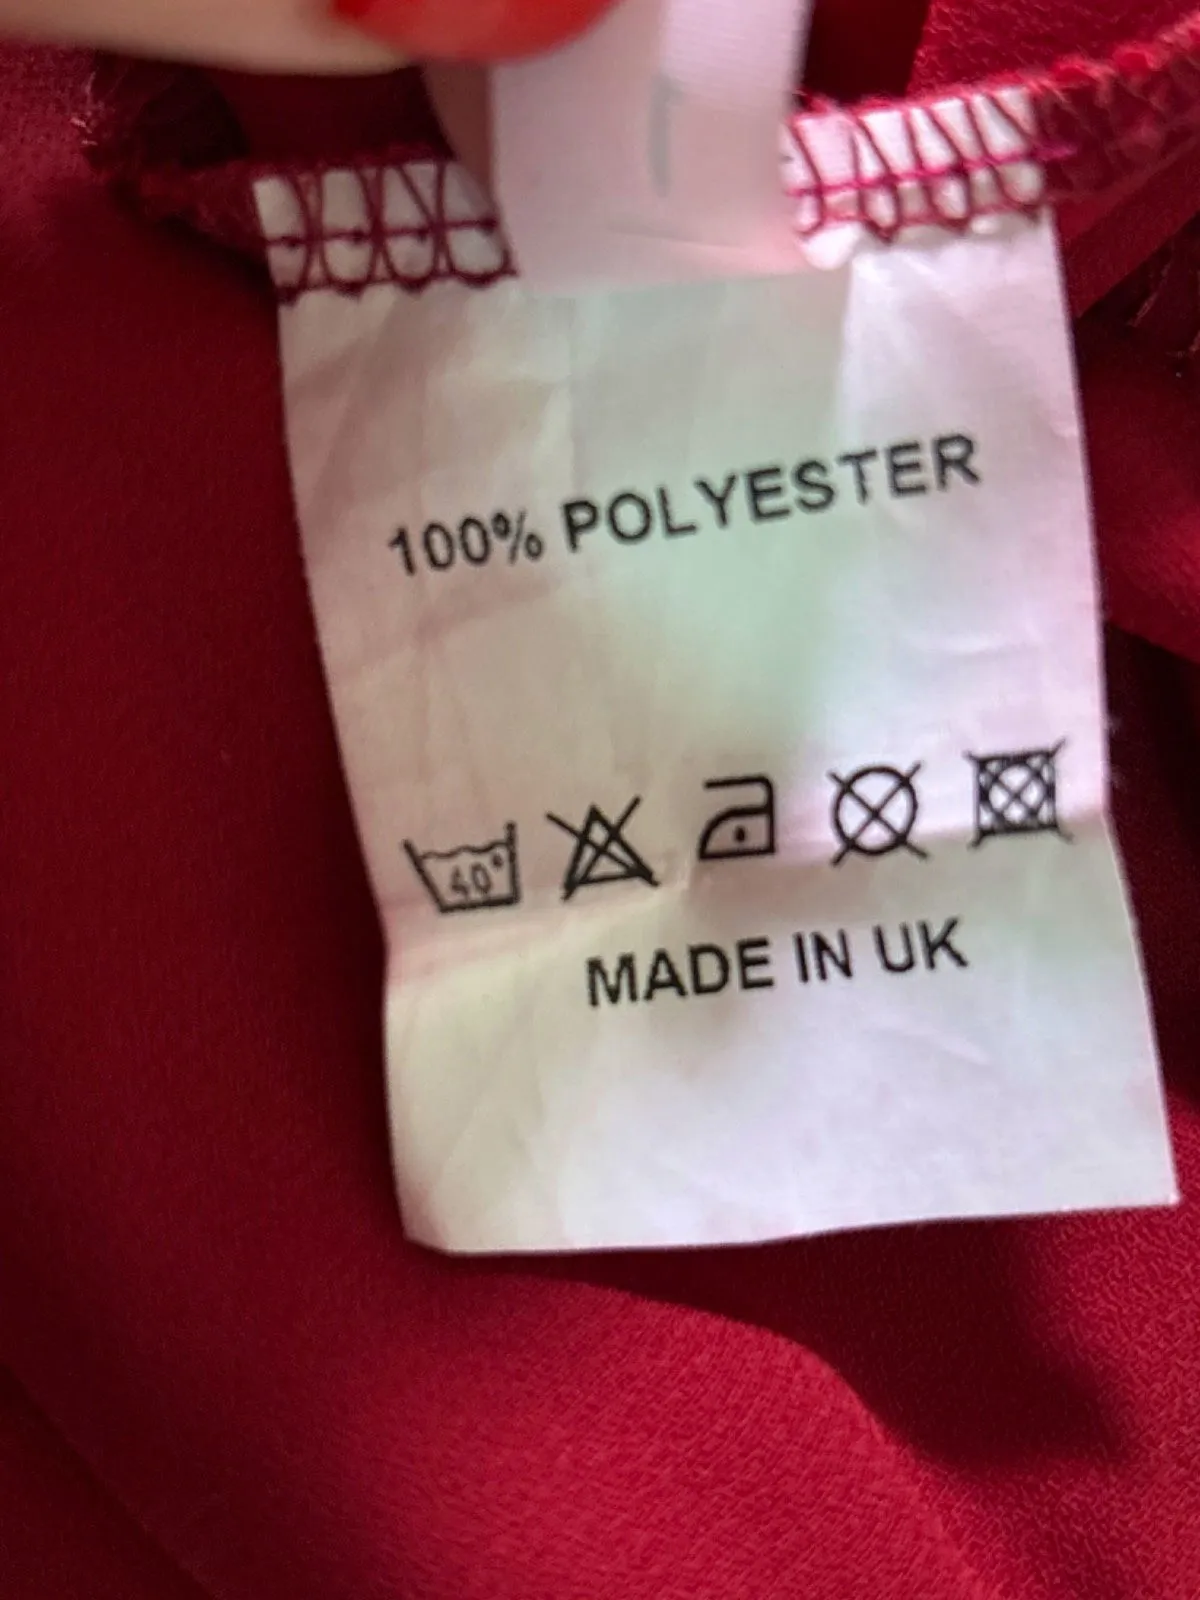 100% POLYESTER
40°
MADE IN UK